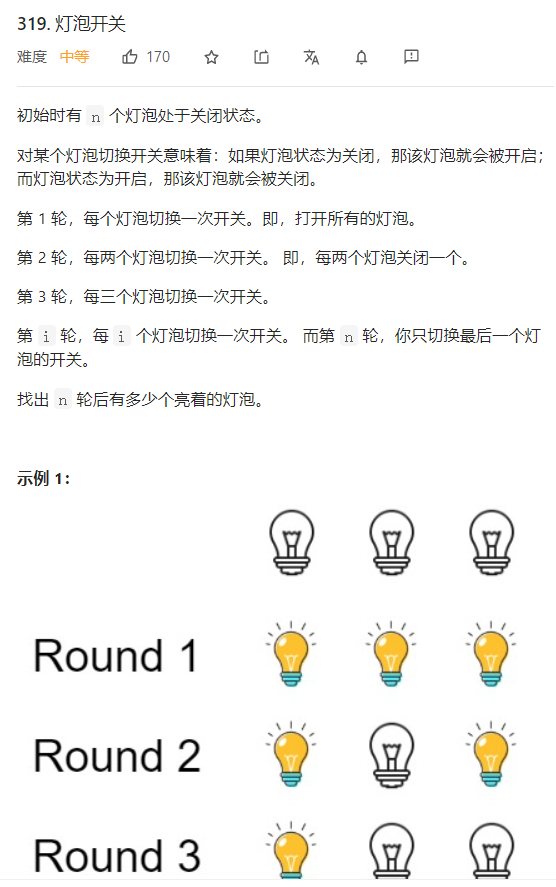 319. 灯泡开关
难度 中等 170
初始时有 n 个灯泡处于关闭状态。
对某个灯泡切换开关意味着：如果灯泡状态为关闭，那该灯泡就会被开启；
而灯泡状态为开启，那该灯泡就会被关闭。
第 1 轮，每个灯泡切换一次开关。即，打开所有的灯泡。
第 2 轮，每两个灯泡切换一次开关。 即，每两个灯泡关闭一个。
第 3 轮，每三个灯泡切换一次开关。
第 i 轮，每 i 个灯泡切换一次开关。 而第 n 轮，你只切换最后一个灯
泡的开关。
找出 n 轮后有多少个亮着的灯泡。
示例 1：
Round 1
Round 2
Round 3